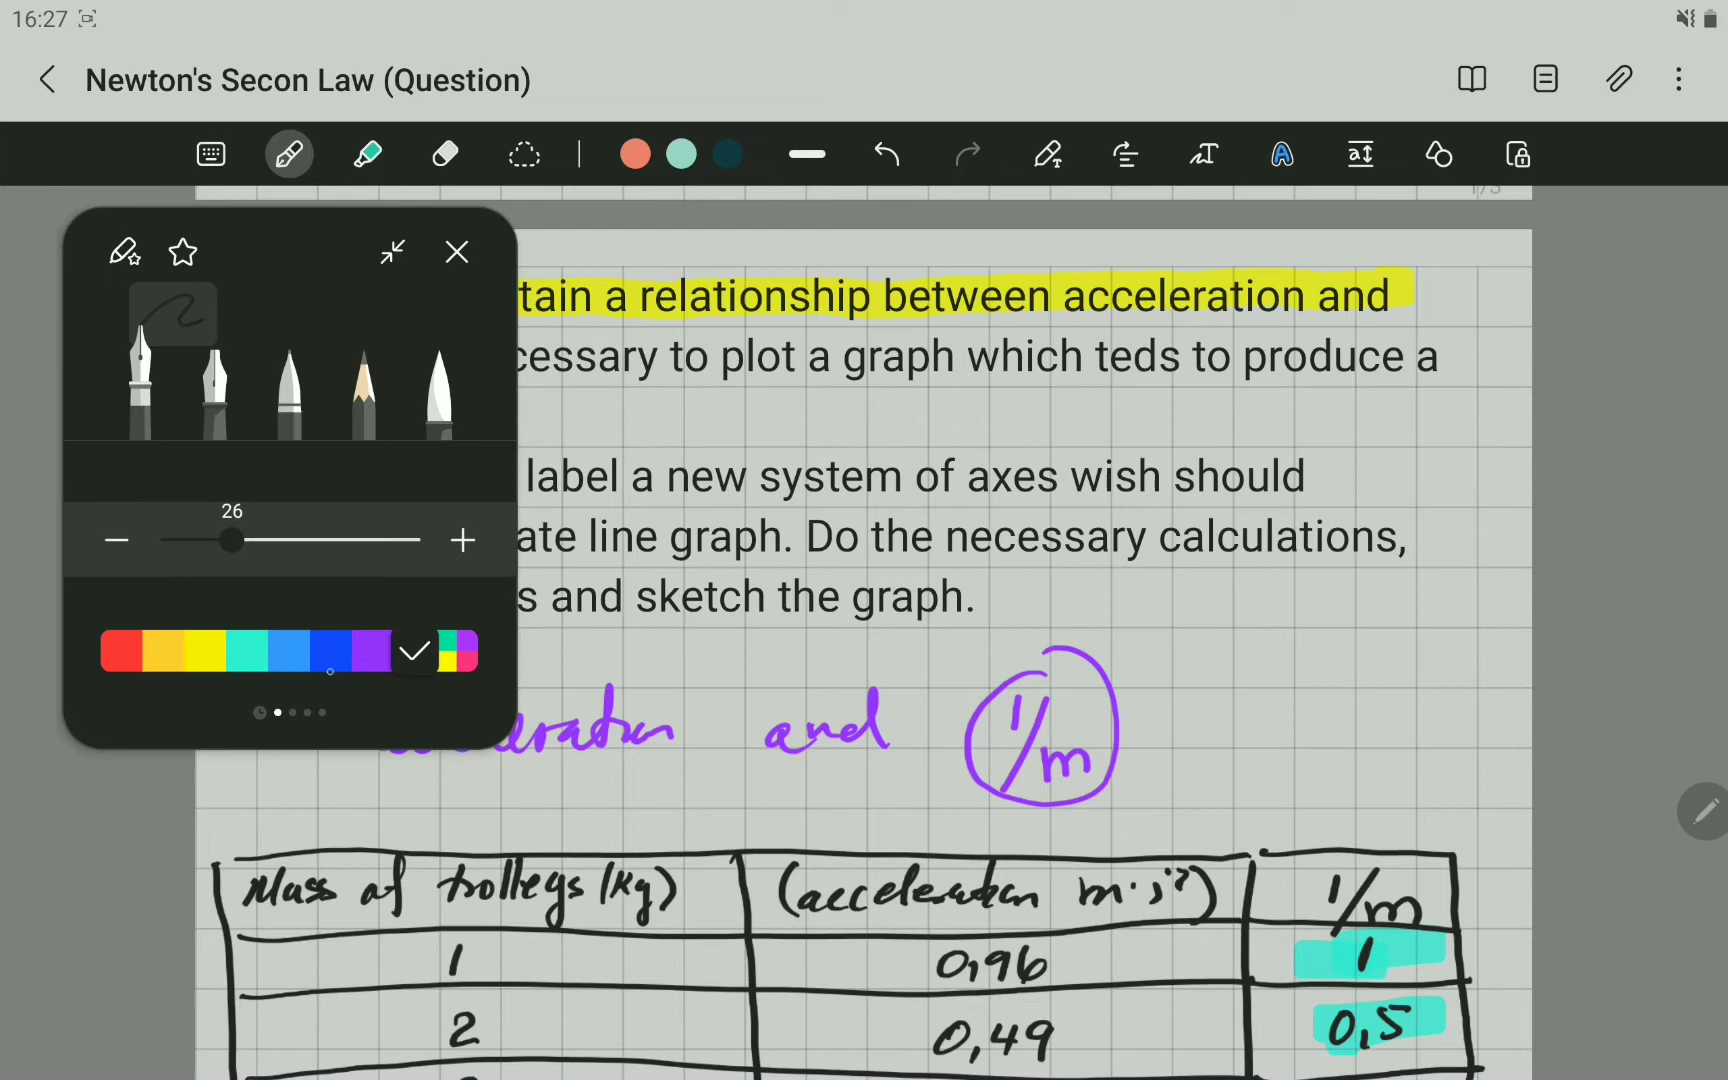 16:27
Newton's Secon Law (Question)
tain a relationship between acceleration and
cessary to plot a graph which teds to produce a
26
label a new system of axes wish should
ate line graph. Do the necessary calculations,
s and sketch the graph.
and 1/m
Mass of trolleys (kg) (acceleration m·s²) 1/m
1 0,96 1
2 0,49 0,5